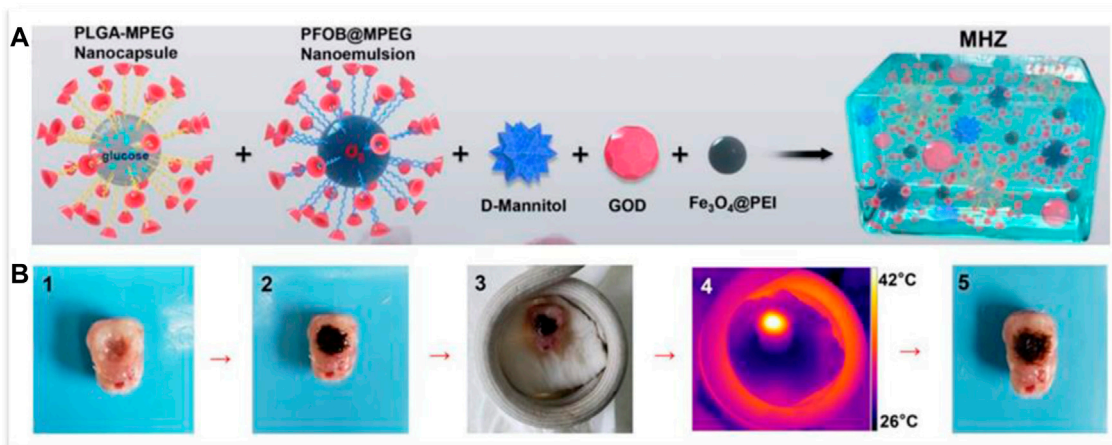 A
PLGA-MPEG
Nanocapsule
PFOB@MPEG
Nanoemulsion
MHZ
glucose
+
O₂
+
+
+
D-Mannitol
GOD
Fe₃O₄@PEI
B
1
→
2
→
3
→
4
42°C
26°C
→
5